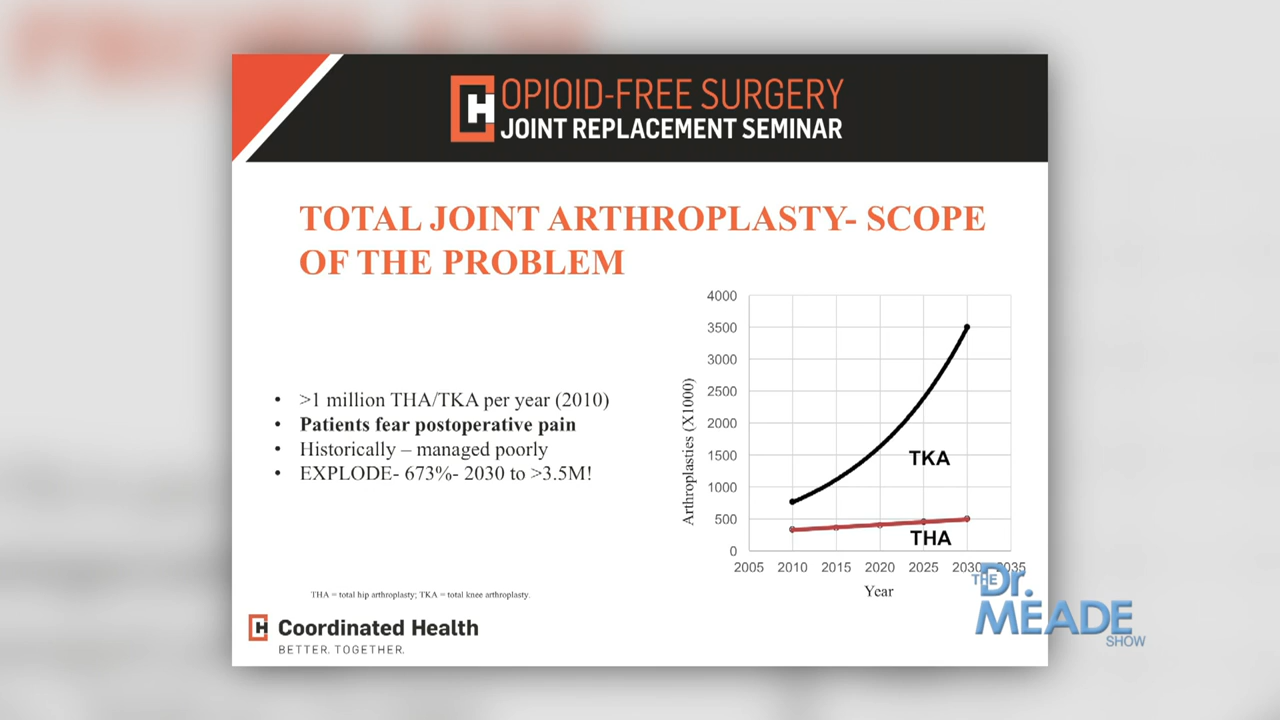 OPIOID-FREE SURGERY
JOINT REPLACEMENT SEMINAR
TOTAL JOINT ARTHROPLASTY- SCOPE
OF THE PROBLEM
• >1 million THA/TKA per year (2010)
• Patients fear postoperative pain
• Historically – managed poorly
• EXPLODE- 673%- 2030 to >3.5M!
Arthroplasties (X1000)
4000
3500
3000
2500
2000
1500
1000
500
0
TKA
THA
2005 2010 2015 2020 2025 2030 2035
Year
THA = total hip arthroplasty; TKA = total knee arthroplasty.
H Coordinated Health
BETTER. TOGETHER.
THE Dr.
MEADE
SHOW